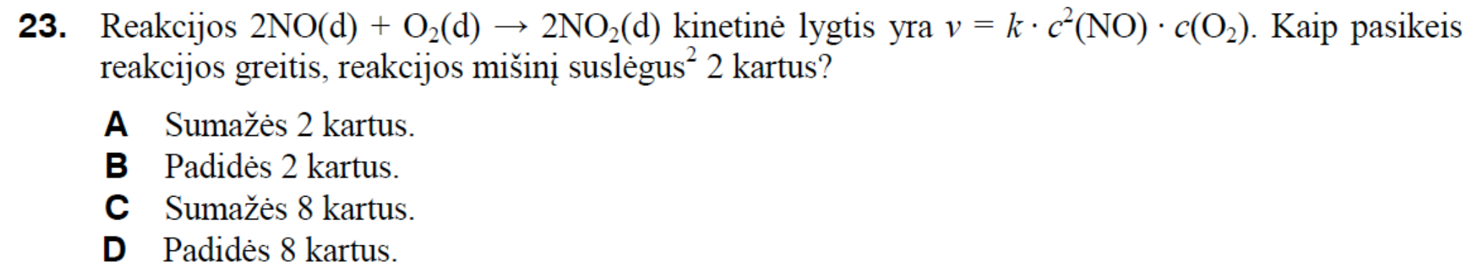 23. Reakcijos 2NO(d) + O₂(d) → 2NO₂(d) kinetinė lygtis yra v = k · c²(NO) · c(O₂). Kaip pasikeis
reakcijos greitis, reakcijos mišinį suslėgus² 2 kartus?
A Sumažės 2 kartus.
B Padidės 2 kartus.
C Sumažės 8 kartus.
D Padidės 8 kartus.